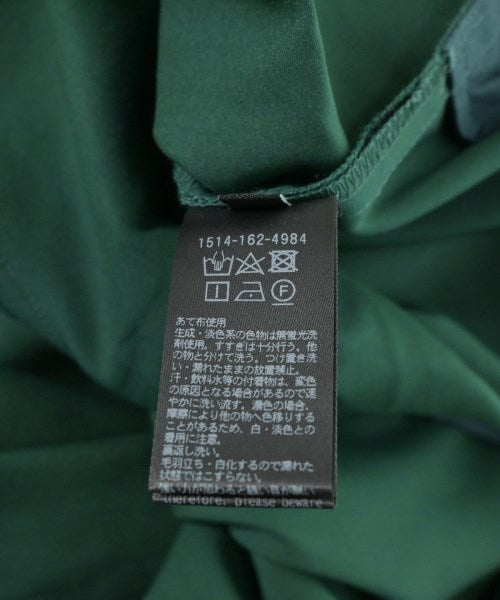 1514-162-4984
あて布使用
生成・淡色系の色物は無蛍光洗
剤使用。すすぎは十分行う。他
の物と分けて洗う。つけ置き洗
い・濡れたままの放置禁止。
汗・飲料水等の付着物は、変色
の原因となる場合があるので速
やかに洗い流す。濃色の場合、
摩擦により他の物へ色移りする
ことがあるため、白・淡色との
着用に注意。
裏返し洗い。
毛羽立ち・白化するので濡れた
状態ではこすらない。
therefore, please beware